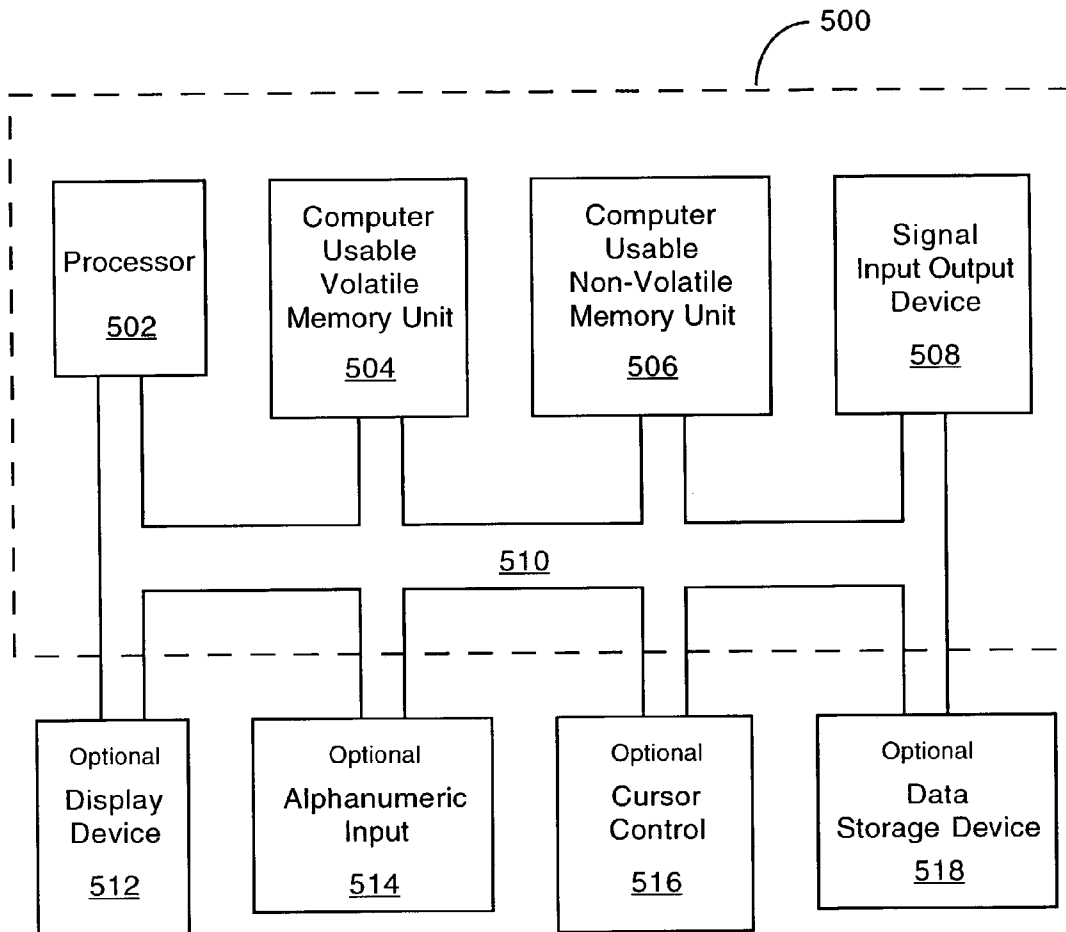 500
Processor
502
Computer
Usable
Volatile
Memory Unit
504
Computer
Usable
Non-Volatile
Memory Unit
506
Signal
Input Output
Device
508
510
Optional
Display
Device
512
Optional
Alphanumeric
Input
514
Optional
Cursor
Control
516
Optional
Data
Storage Device
518